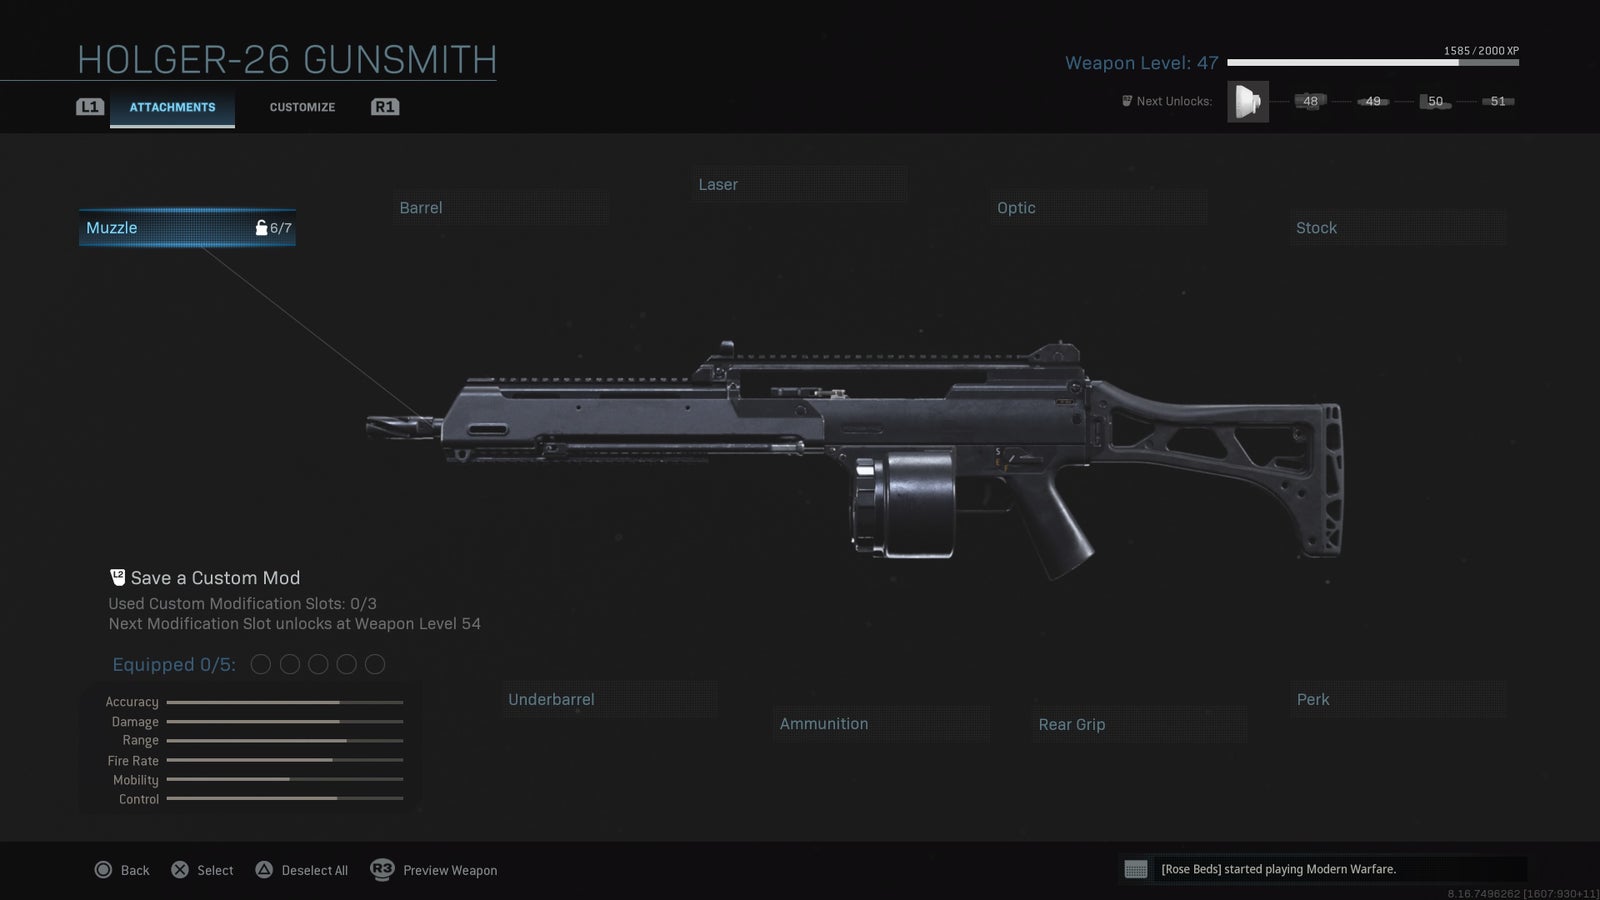 HOLGER-26 GUNSMITH
1585/2000 XP
Weapon Level: 47
L1 ATTACHMENTS CUSTOMIZE R1
Next Unlocks: 48 49 50 51
Laser
Barrel
Optic
Muzzle 6/7
Stock
S
L2 Save a Custom Mod
Used Custom Modification Slots: 0/3
Next Modification Slot unlocks at Weapon Level 54
Equipped 0/5:
Accuracy
Damage
Range
Fire Rate
Mobility
Control
Underbarrel
Perk
Ammunition
Rear Grip
Back Select Deselect All R3 Preview Weapon
[Rose Beds] started playing Modern Warfare.
8.16.7496262 [1607:930+11]